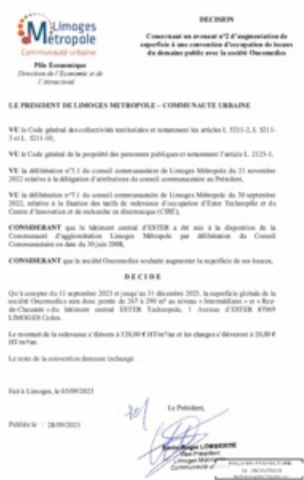 Limoges
Métropole
Communauté urbaine
Pôle Economique
Direction de l'Economie et de
l'Attractivité
DECISION
Concernant un avenant n°2 d'augmentation de
superficie à une convention d'occupation de locaux
du domaine public avec la société Oncomedics
LE PRESIDENT DE LIMOGES METROPOLE – COMMUNAUTE URBAINE
VU le Code général des collectivités territoriales et notamment les articles L. 5211-2, L. 5211-
9 et L. 5211-10,
VU le Code général de la propriété des personnes publiques et notamment l'article L. 2125-1,
VU la délibération n°3.1 du conseil communautaire de Limoges Métropole du 21 novembre
2022 relative à la délégation d'attributions du conseil communautaire au Président,
VU la délibération n°7.1 du conseil communautaire de Limoges Métropole du 30 septembre
2022, relative à la fixation des tarifs de redevance d'occupation d'Ester Technopole et du
Centre d'Innovation et de recherche en électronique (CIRE),
CONSIDERANT que le bâtiment central d'ESTER a été mis à la disposition de la
Communauté d'agglomération Limoges Métropole par délibération du Conseil
Communautaire en date du 30 juin 2008,
CONSIDERANT que la société Oncomedics souhaite augmenter la superficie de ses locaux,
D E C I D E
Qu'à compter du 11 septembre 2023 et jusqu'au 31 décembre 2025, la superficie globale de la
société Oncomedics sera donc portée de 267 à 290 m² au niveau « Intermédiaire » et « Rez-
de-Chaussée » du bâtiment central ESTER Technopole, 1 Avenue d'ESTER 87069
LIMOGES Cedex.
Le montant de la redevance s'élèvera à 120,00 € HT/m²/an et les charges s'élèveront à 20,00 €
HT/m²/an.
Le reste de la convention demeure inchangé.
Fait à Limoges, le 03/09/2023
Le Président,
Publiée le : 28/09/2023
Vice-Président
Limoges Métropole
Communauté